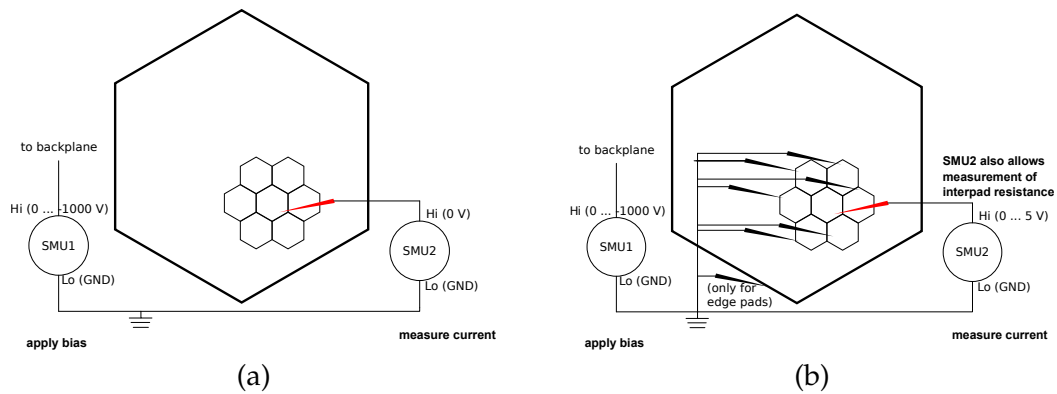 to backplane
Hi (0 ... -1000 V)
SMU1
Lo (GND)
Hi (0 V)
SMU2
Lo (GND)
apply bias
measure current
(a)
to backplane
Hi (0 ... -1000 V)
SMU1
Lo (GND)
SMU2 also allows
measurement of
interpad resistance
Hi (0 ... 5 V)
SMU2
Lo (GND)
(only for
edge pads)
apply bias
measure current
(b)